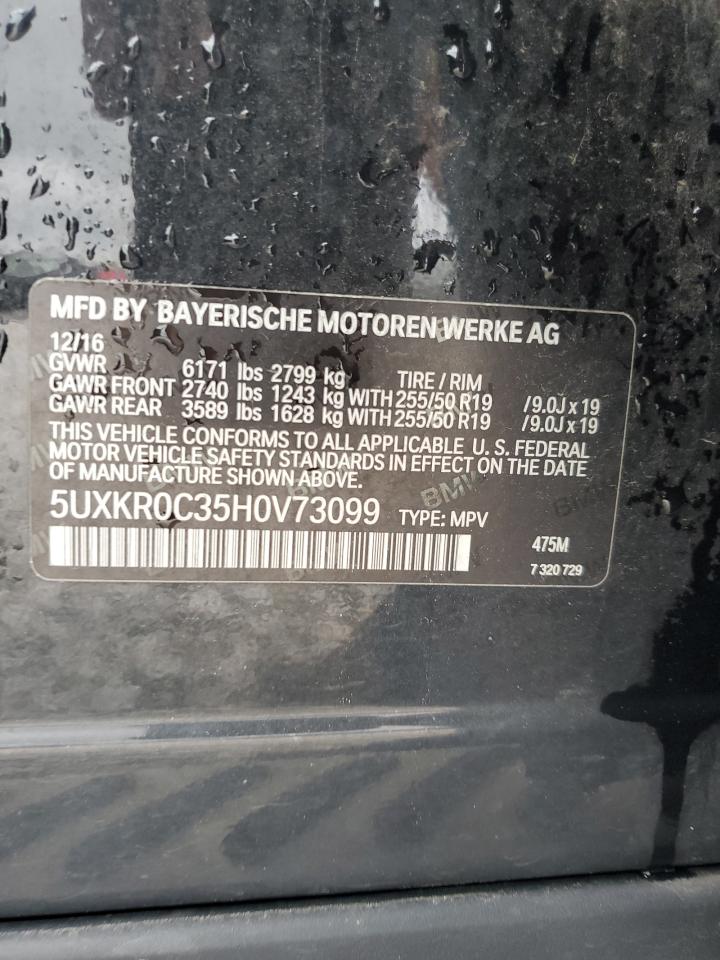 MFD BY BAYERISCHE MOTOREN WERKE AG
12/16
GVWR 6171 lbs 2799 kg TIRE / RIM
GAWR FRONT 2740 lbs 1243 kg WITH 255/50 R19 /9.0J x 19
GAWR REAR 3589 lbs 1628 kg WITH 255/50 R19 /9.0J x 19
THIS VEHICLE CONFORMS TO ALL APPLICABLE U.S. FEDERAL
MOTOR VEHICLE SAFETY STANDARDS IN EFFECT ON THE DATE
OF MANUFACTURE SHOWN ABOVE.
5UXKR0C35H0V73099 TYPE: MPV
475M
7 320 729